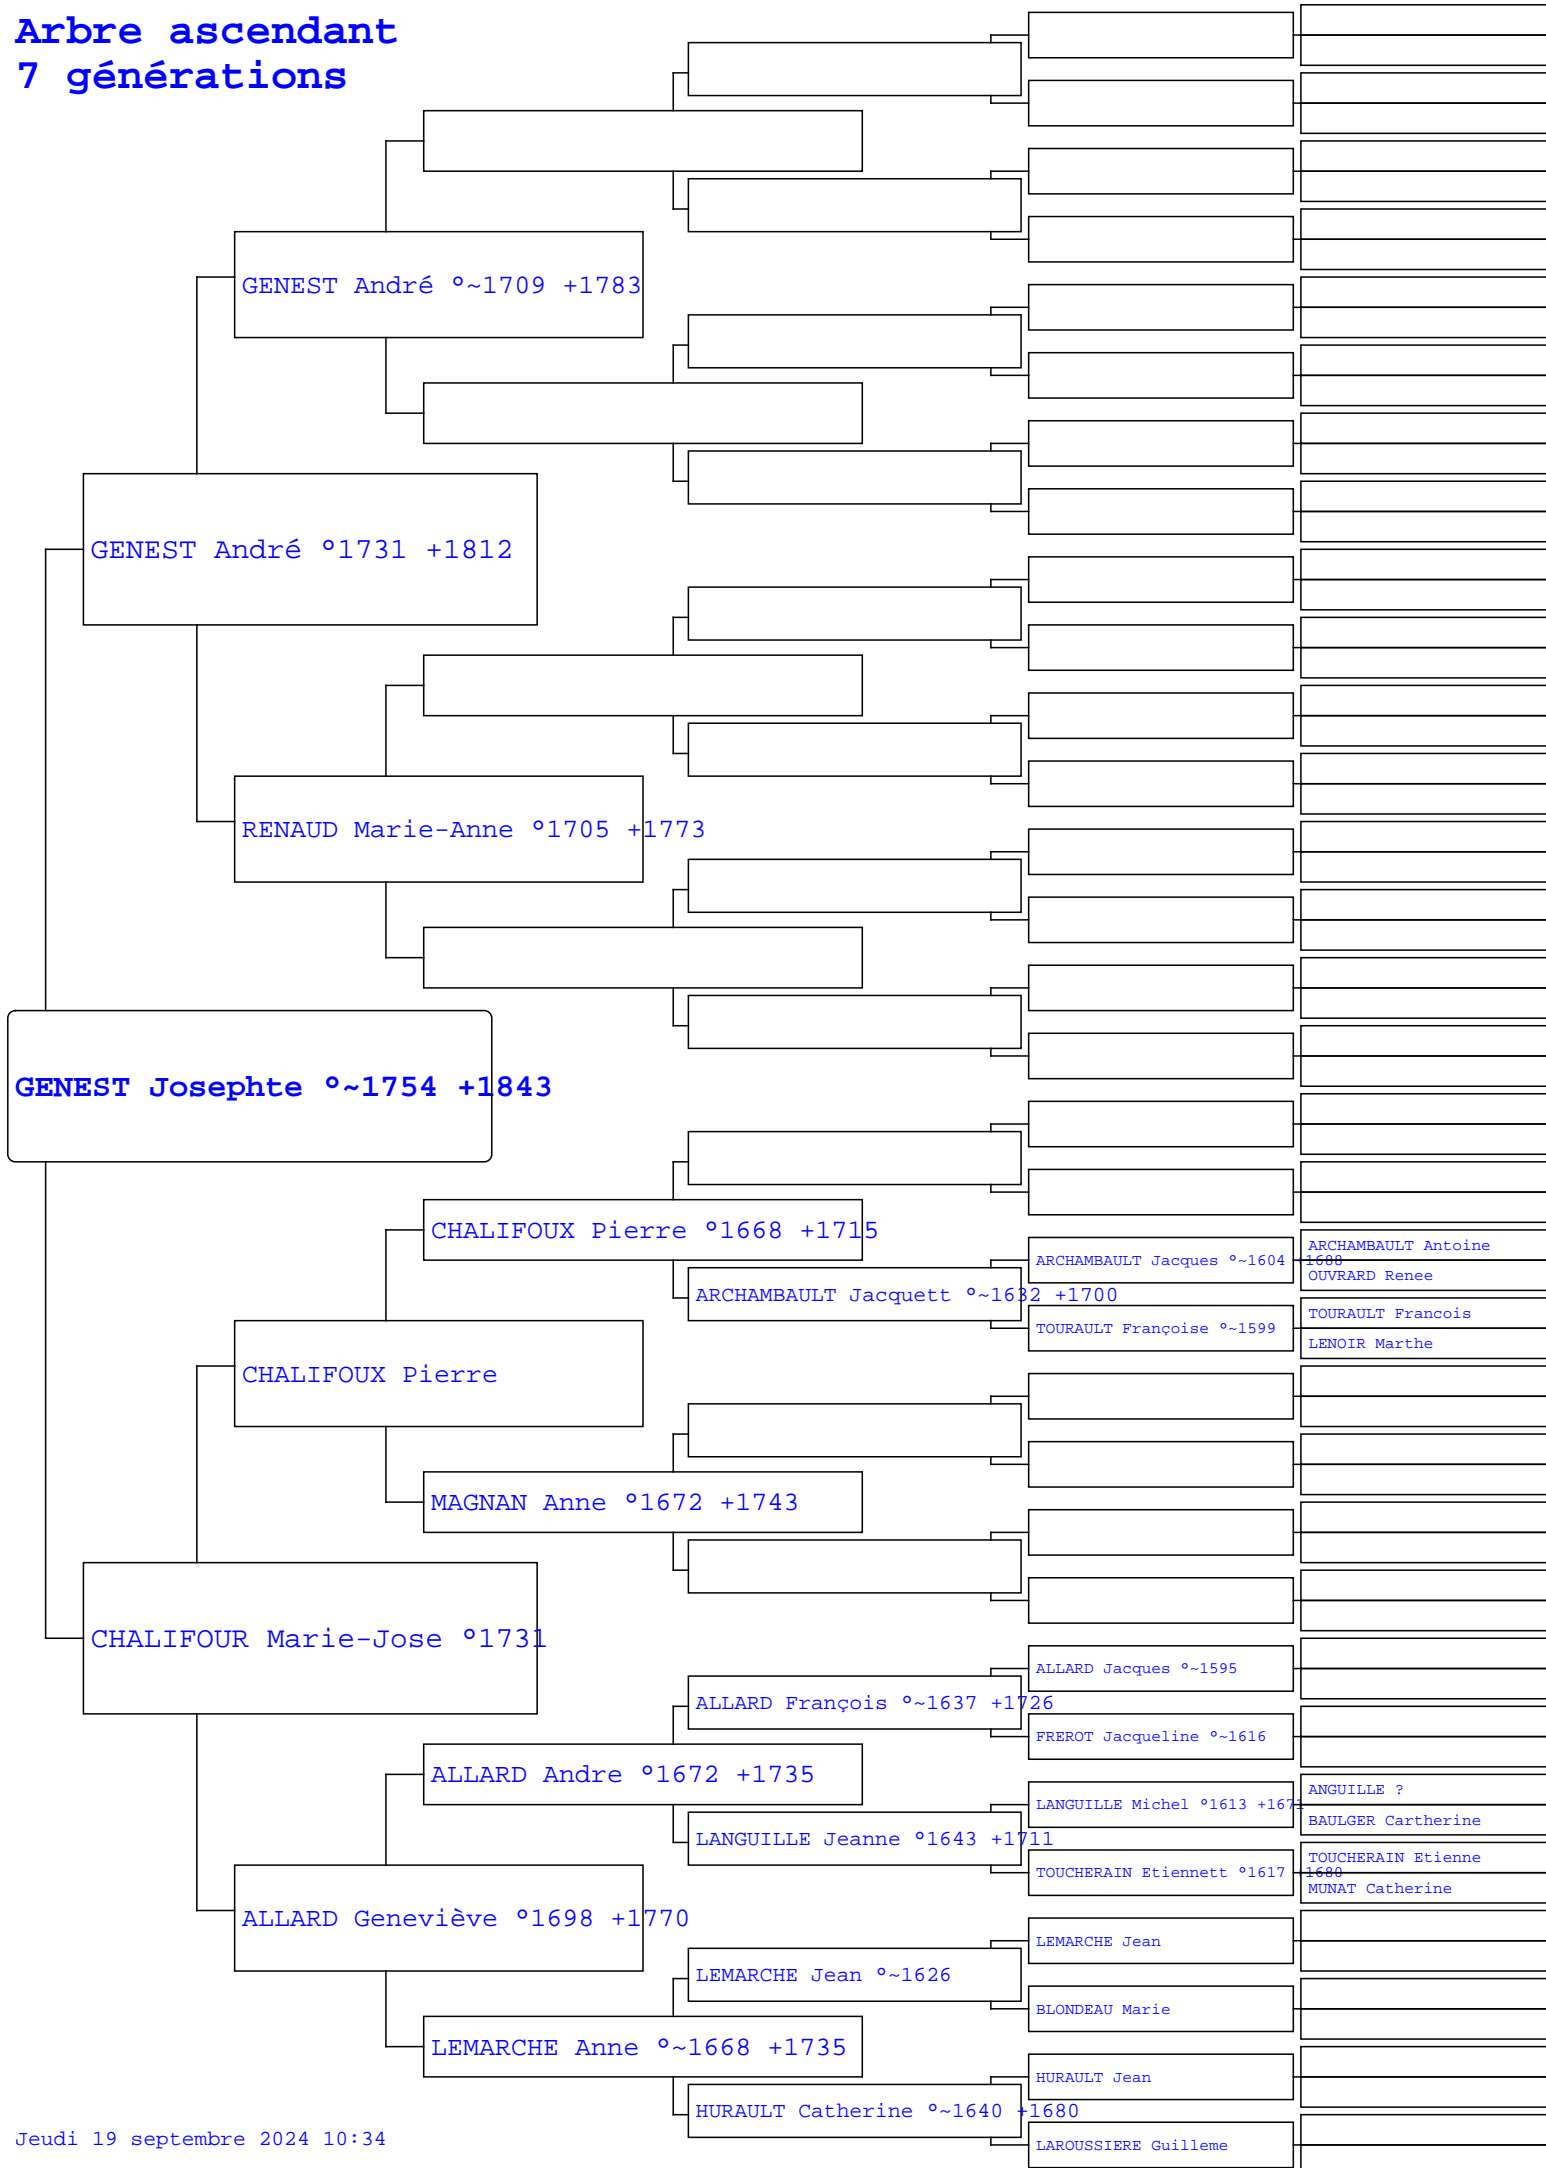 Arbre ascendant
7 générations
GENEST André °~1709 +1783
GENEST André °1731 +1812
RENAUD Marie-Anne °1705 +1773
GENEST Josephte °~1754 +1843
CHALIFOUX Pierre °1668 +1715
ARCHAMBAULT Jacques °~1604 +1688
ARCHAMBAULT Antoine
OUVRARD Renee
ARCHAMBAULT Jacquett °~1632 +1700
TOURAULT Françoise °~1599
TOURAULT Francois
LENOIR Marthe
CHALIFOUX Pierre
MAGNAN Anne °1672 +1743
CHALIFOUR Marie-Jose °1731
ALLARD Jacques °~1595
ALLARD François °~1637 +1726
FREROT Jacqueline °~1616
ALLARD Andre °1672 +1735
LANGUILLE Michel °1613 +1671
ANGUILLE ?
BAULGER Cartherine
LANGUILLE Jeanne °1643 +1711
TOUCHERAIN Etiennett °1617 +1680
TOUCHERAIN Etienne
MUNAT Catherine
ALLARD Geneviève °1698 +1770
LEMARCHE Jean
LEMARCHE Jean °~1626
BLONDEAU Marie
LEMARCHE Anne °~1668 +1735
HURAULT Jean
HURAULT Catherine °~1640 +1680
LAROUSSIERE Guilleme
Jeudi 19 septembre 2024 10:34